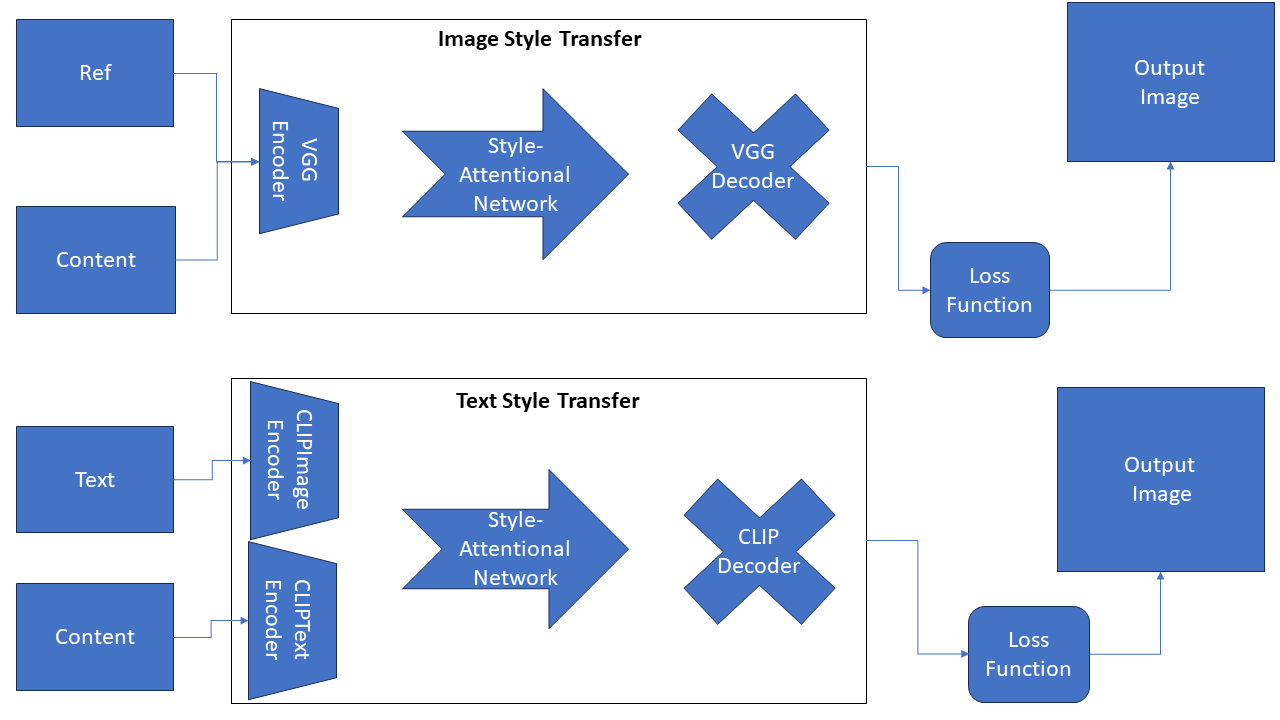 Image Style Transfer
Ref
Content
VGG
Encoder
Style-
Attentional
Network
VGG
Decoder
Loss
Function
Output
Image
Text Style Transfer
Text
Content
CLIPImage
Encoder
CLIPText
Encoder
Style-
Attentional
Network
CLIP
Decoder
Loss
Function
Output
Image